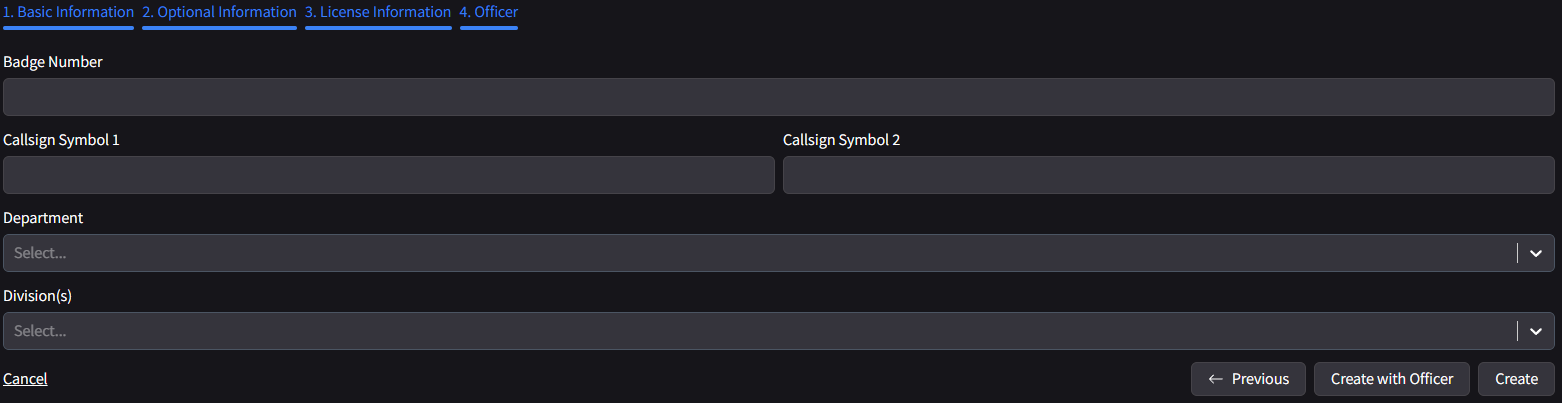 1. Basic Information 2. Optional Information 3. License Information 4. Officer
Badge Number
Callsign Symbol 1 Callsign Symbol 2
Department
Select...
Division(s)
Select...
Cancel ← Previous Create with Officer Create